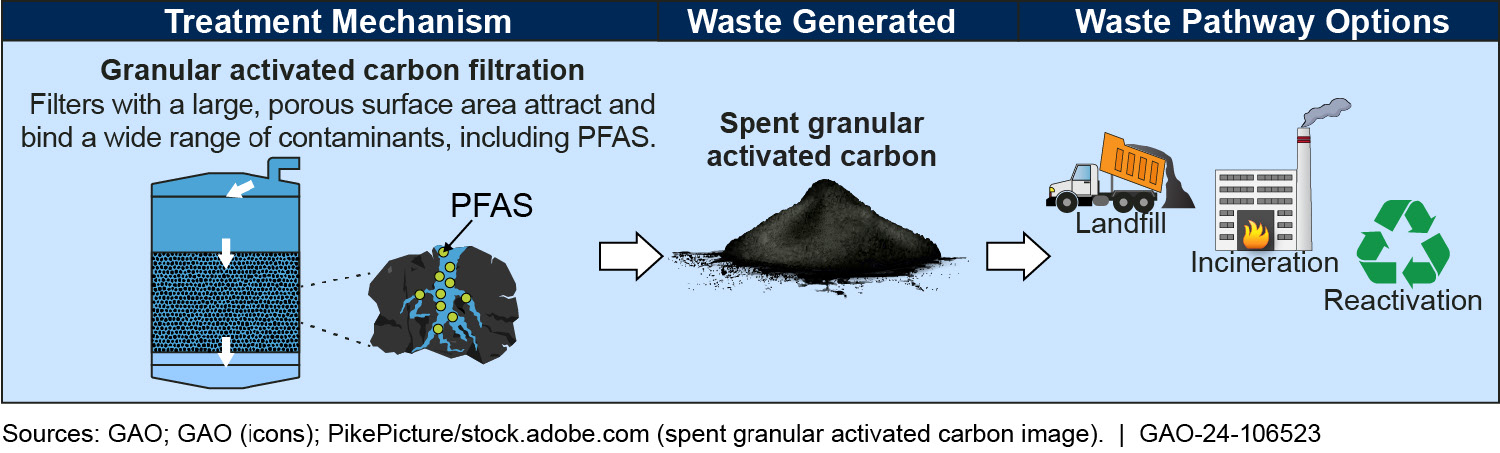 Treatment Mechanism
Waste Generated
Waste Pathway Options
Granular activated carbon filtration
Filters with a large, porous surface area attract and
bind a wide range of contaminants, including PFAS.
PFAS
Spent granular
activated carbon
Landfill
Incineration
Reactivation
Sources: GAO; GAO (icons); PikePicture/stock.adobe.com (spent granular activated carbon image).  |  GAO-24-106523